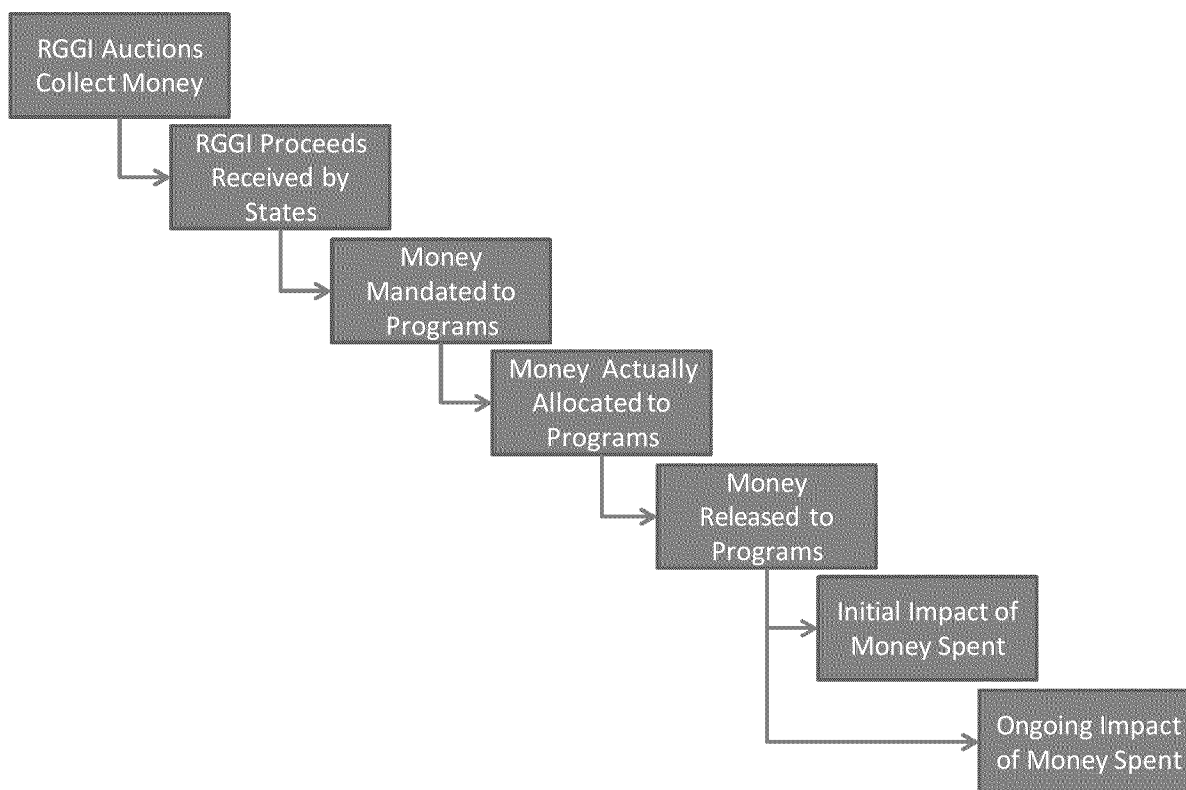 RGGI Auctions
Collect Money
RGGI Proceeds
Received by
States
Money
Mandated to
Programs
Money Actually
Allocated to
Programs
Money
Released to
Programs
Initial Impact of
Money Spent
Ongoing Impact
of Money Spent